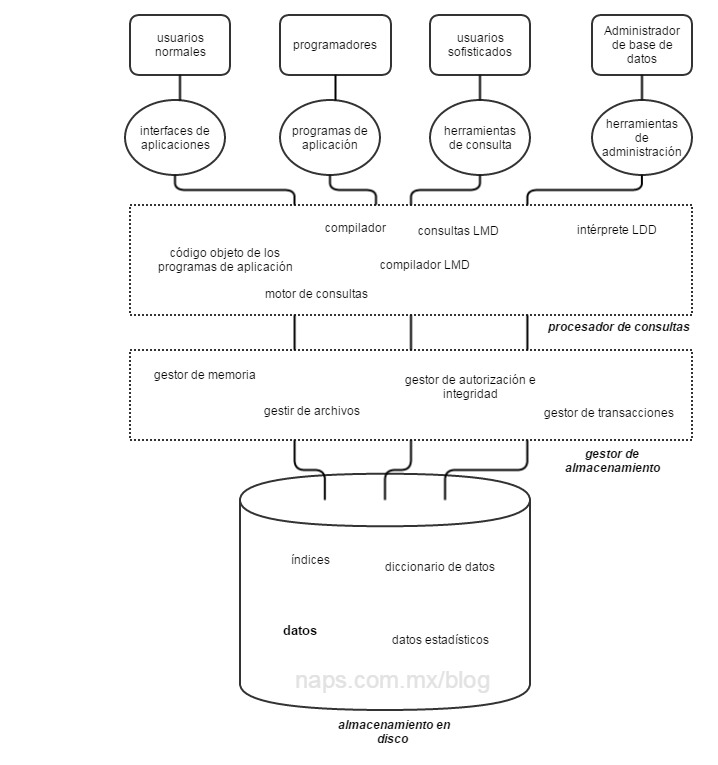 usuarios
normales
programadores
usuarios
sofisticados
Administrador
de base de
datos
interfaces de
aplicaciones
programas de
aplicación
herramientas
de consulta
herramientas
de
administración
compilador
consultas LMD
intérprete LDD
código objeto de los
programas de aplicación
compilador LMD
motor de consultas
procesador de consultas
gestor de memoria
gestor de autorización e
integridad
gestir de archivos
gestor de transacciones
gestor de
almacenamiento
índices
diccionario de datos
datos
datos estadísticos
naps.com.mx/blog
almacenamiento en
disco